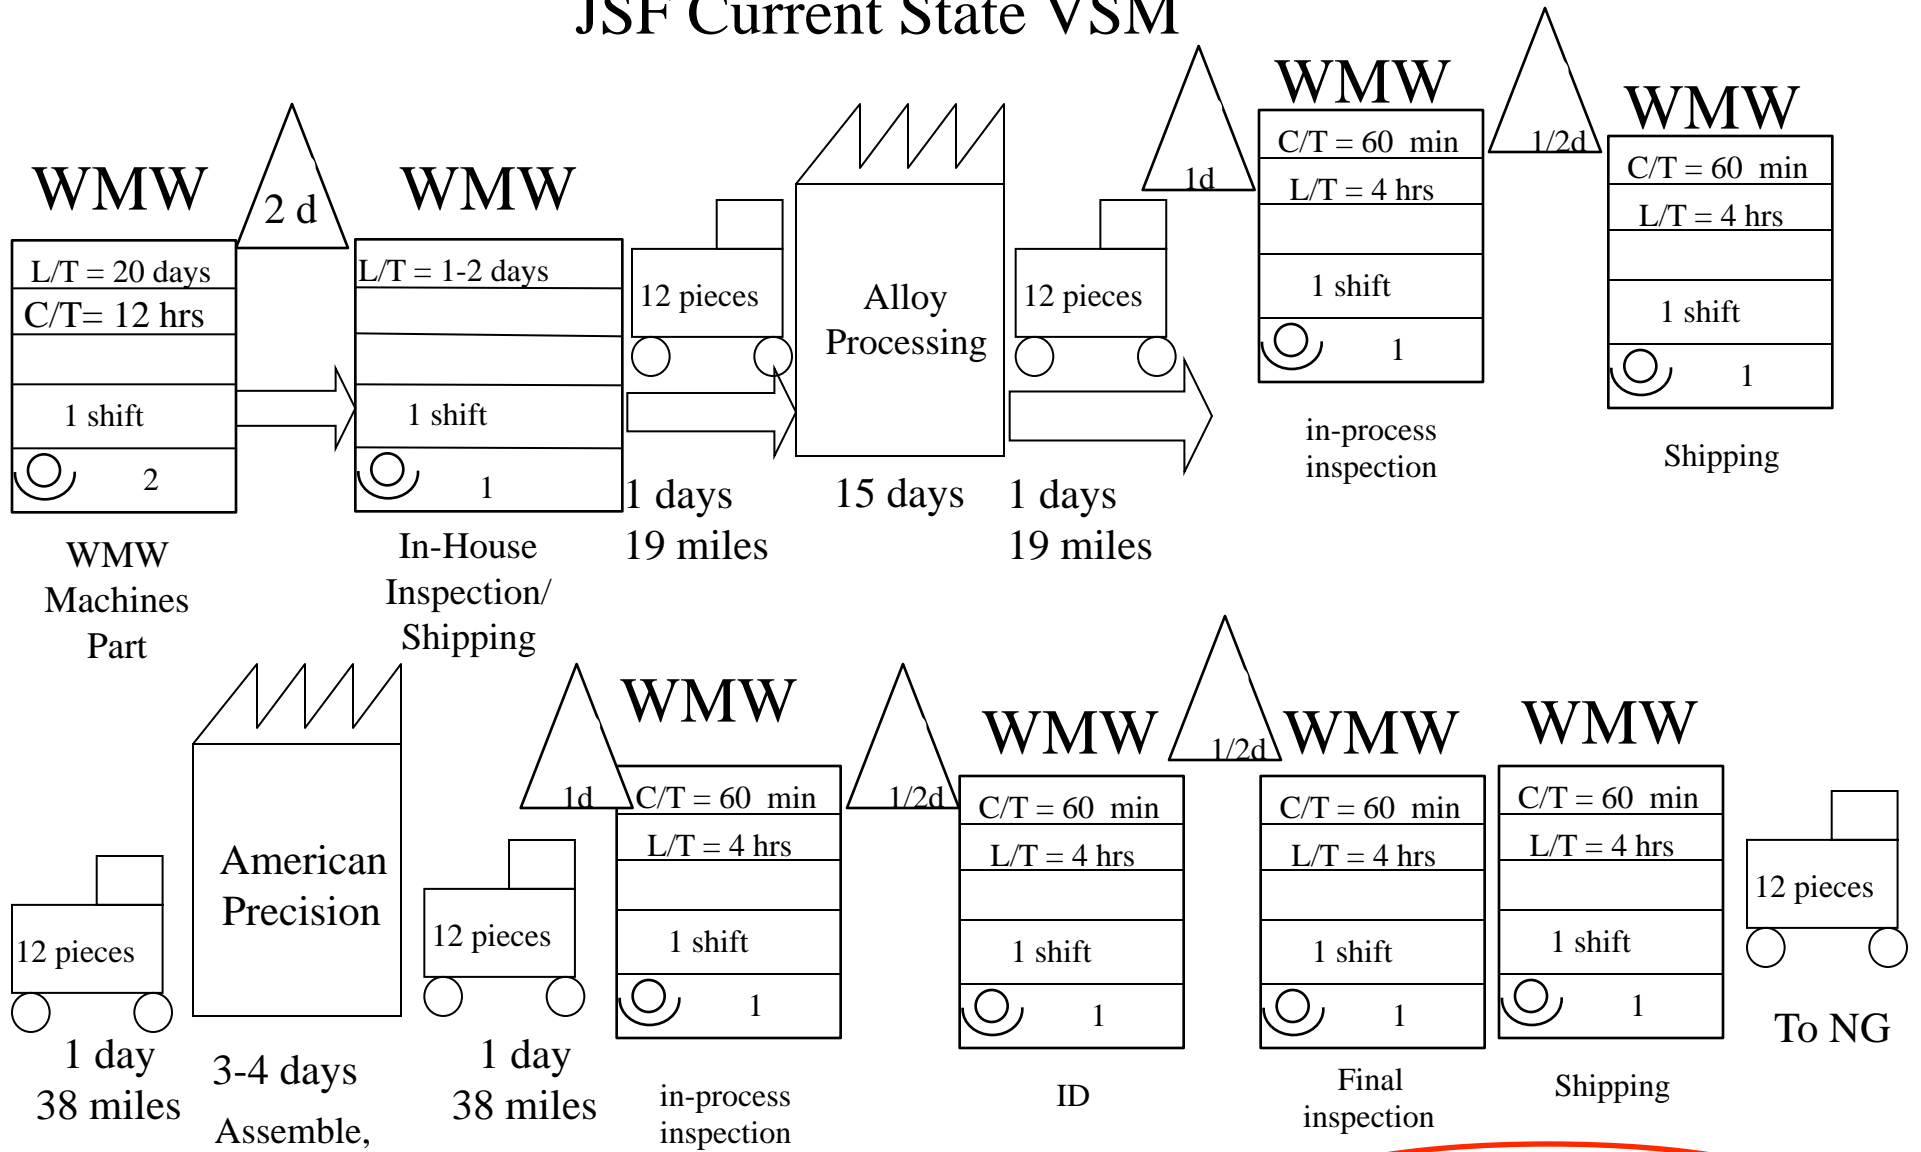 JSF Current State VSM
WMW
2 d
WMW
L/T = 20 days
C/T= 12 hrs
1 shift
2
WMW
Machines
Part
L/T = 1-2 days
1 shift
1
In-House
Inspection/
Shipping
12 pieces
1 days
19 miles
Alloy
Processing
15 days
12 pieces
1 days
19 miles
1d
WMW
C/T = 60 min
L/T = 4 hrs
1 shift
1
in-process
inspection
1/2d
WMW
C/T = 60 min
L/T = 4 hrs
1 shift
1
Shipping
12 pieces
1 day
38 miles
American
Precision
3-4 days
Assemble,
12 pieces
1 day
38 miles
1d
WMW
C/T = 60 min
L/T = 4 hrs
1 shift
1
in-process
inspection
1/2d
WMW
C/T = 60 min
L/T = 4 hrs
1 shift
1
ID
1/2d
WMW
C/T = 60 min
L/T = 4 hrs
1 shift
1
Final
inspection
WMW
C/T = 60 min
L/T = 4 hrs
1 shift
1
Shipping
12 pieces
To NG